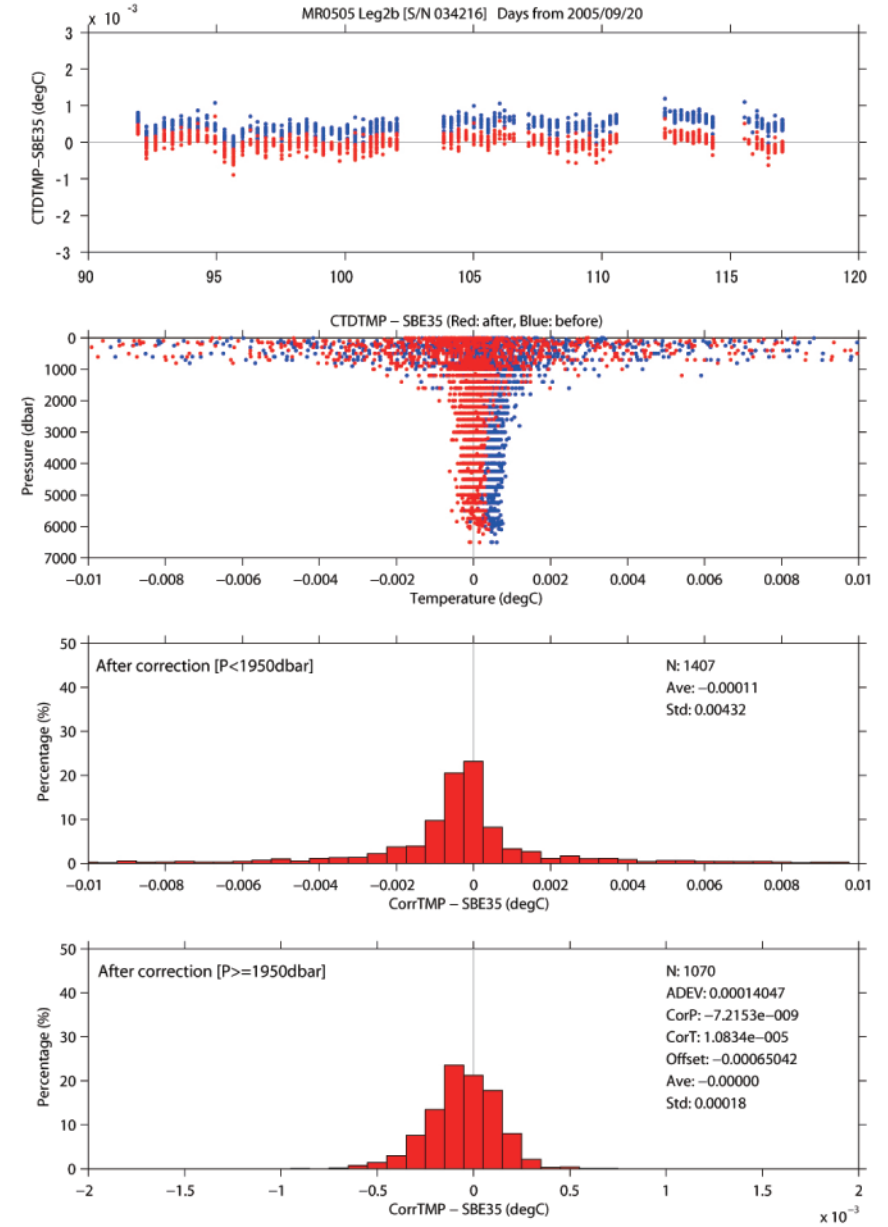 x 10 -3
MR0505 Leg2b [S/N 034216]   Days from 2005/09/20
3
2
1
0
-1
-2
-3
CTDTMP−SBE35 (degC)
90 95 100 105 110 115 120
CTDTMP − SBE35 (Red: after, Blue: before)
0
1000
2000
3000
4000
5000
6000
7000
Pressure (dbar)
−0.01 −0.008 −0.006 −0.004 −0.002 0 0.002 0.004 0.006 0.008 0.01
Temperature (degC)
50
40
30
20
10
0
Percentage (%)
After correction [P<1950dbar]
N: 1407
Ave: −0.00011
Std: 0.00432
−0.01 −0.008 −0.006 −0.004 −0.002 0 0.002 0.004 0.006 0.008 0.01
CorrTMP − SBE35 (degC)
50
40
30
20
10
0
Percentage (%)
After correction [P>=1950dbar]
N: 1070
ADEV: 0.00014047
CorP: −7.2153e−009
CorT: 1.0834e−005
Offset: −0.00065042
Ave: −0.00000
Std: 0.00018
−2 −1.5 −1 −0.5 0 0.5 1 1.5 2
CorrTMP − SBE35 (degC)
x 10−3